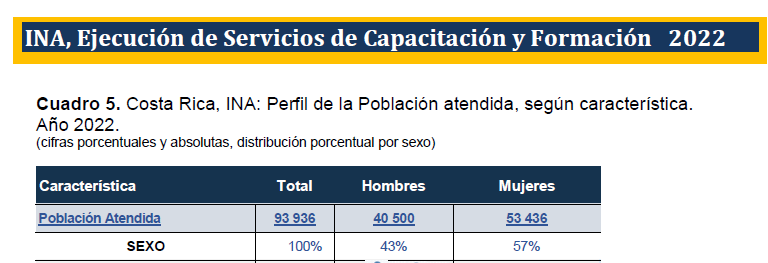 INA, Ejecución de Servicios de Capacitación y Formación 2022
Cuadro 5. Costa Rica, INA: Perfil de la Población atendida, según característica.
Año 2022.
(cifras porcentuales y absolutas, distribución porcentual por sexo)
Característica Total Hombres Mujeres
Población Atendida 93 936 40 500 53 436
SEXO 100% 43% 57%